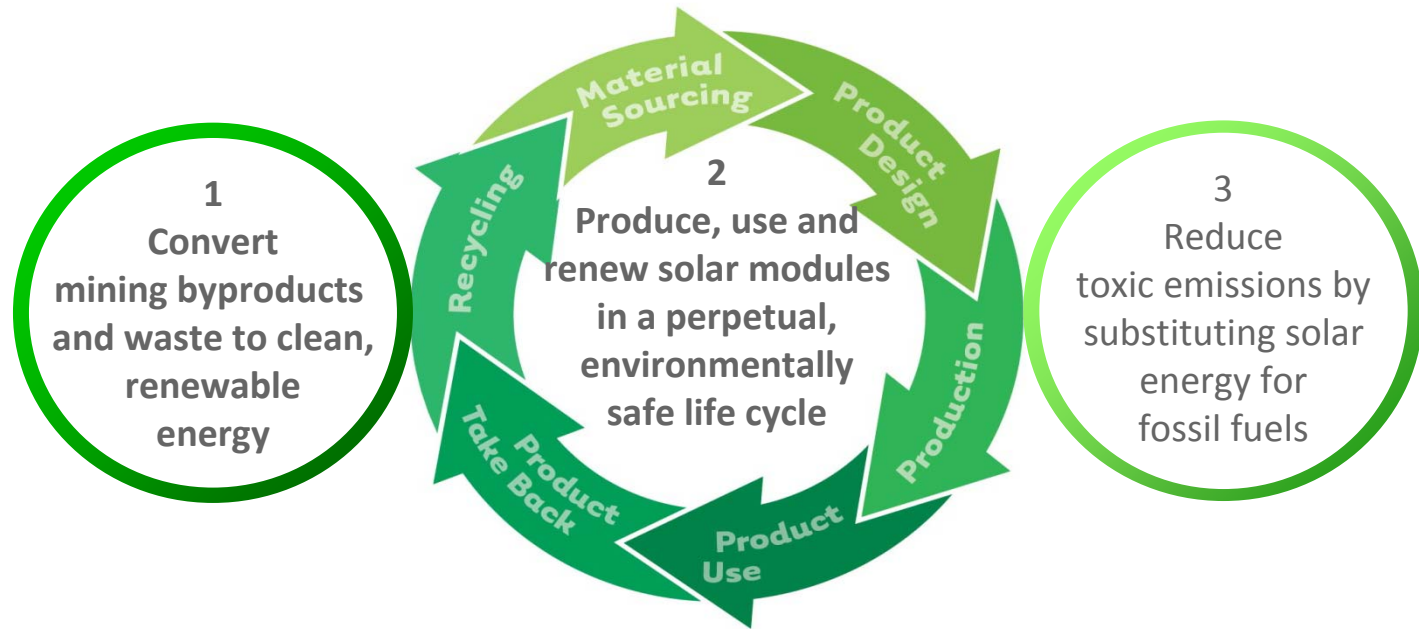 1
Convert
mining byproducts
and waste to clean,
renewable
energy
Material
Sourcing
Product
Design
Production
Product
Use
Product
Take Back
Recycling
2
Produce, use and
renew solar modules
in a perpetual,
environmentally
safe life cycle
3
Reduce
toxic emissions by
substituting solar
energy for
fossil fuels